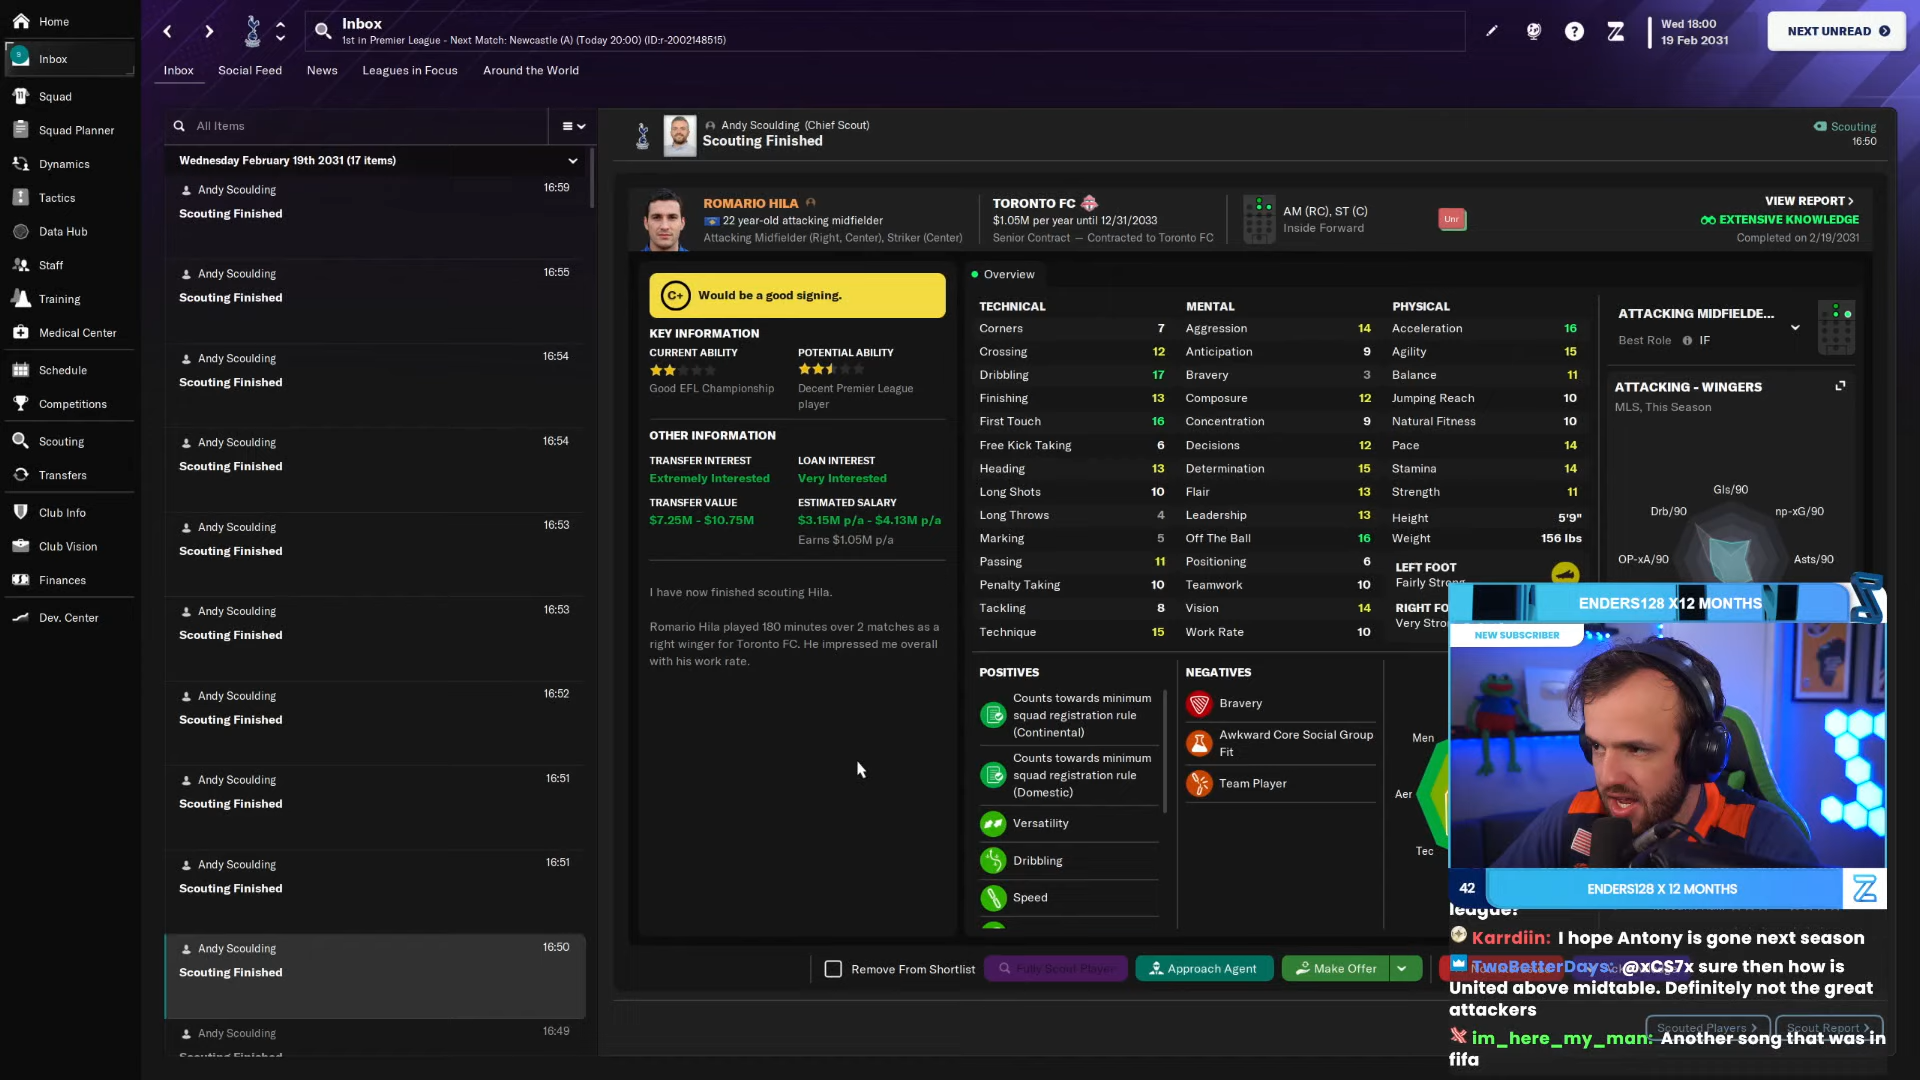 Home
Inbox
Squad
Squad Planner
Dynamics
Tactics
Data Hub
Staff
Training
Medical Center
Schedule
Competitions
Scouting
Transfers
Club Info
Club Vision
Finances
Dev. Center
Inbox
1st in Premier League - Next Match: Newcastle (A) (Today 20:00) (ID:r-2002148515)
Wed 18:00
19 Feb 2031
NEXT UNREAD
Inbox Social Feed News Leagues in Focus Around the World
All Items
Wednesday February 19th 2031 (17 items)
Andy Scoulding 16:59
Scouting Finished
Andy Scoulding 16:55
Scouting Finished
Andy Scoulding 16:54
Scouting Finished
Andy Scoulding 16:54
Scouting Finished
Andy Scoulding 16:53
Scouting Finished
Andy Scoulding 16:53
Scouting Finished
Andy Scoulding 16:52
Scouting Finished
Andy Scoulding 16:51
Scouting Finished
Andy Scoulding 16:51
Scouting Finished
Andy Scoulding 16:50
Scouting Finished
Andy Scoulding 16:49
Scouting Finished
Andy Scoulding (Chief Scout)
Scouting Finished
Scouting
16:50
ROMARIO HILA
22 year-old attacking midfielder
Attacking Midfielder (Right, Center), Striker (Center)
TORONTO FC
$1.05M per year until 12/31/2033
Senior Contract – Contracted to Toronto FC
AM (RC), ST (C)
Inside Forward
Unr
VIEW REPORT >
EXTENSIVE KNOWLEDGE
Completed on 2/19/2031
C+ Would be a good signing.
KEY INFORMATION
CURRENT ABILITY POTENTIAL ABILITY
Good EFL Championship Decent Premier League
player
OTHER INFORMATION
TRANSFER INTEREST LOAN INTEREST
Extremely Interested Very Interested
TRANSFER VALUE ESTIMATED SALARY
$7.25M - $10.75M $3.15M p/a - $4.13M p/a
Earns $1.05M p/a
I have now finished scouting Hila.
Romario Hila played 180 minutes over 2 matches as a
right winger for Toronto FC. He impressed me overall
with his work rate.
Overview
TECHNICAL MENTAL PHYSICAL
Corners 7 Aggression 14 Acceleration 16
Crossing 12 Anticipation 9 Agility 15
Dribbling 17 Bravery 3 Balance 11
Finishing 13 Composure 12 Jumping Reach 10
First Touch 16 Concentration 9 Natural Fitness 10
Free Kick Taking 6 Decisions 12 Pace 14
Heading 13 Determination 15 Stamina 14
Long Shots 10 Flair 13 Strength 11
Long Throws 4 Leadership 13 Height 5'9"
Marking 5 Off The Ball 16 Weight 156 lbs
Passing 11 Positioning 6
Penalty Taking 10 Teamwork 10
Tackling 8 Vision 14
Technique 15 Work Rate 10
LEFT FOOT
Fairly Strong
RIGHT FO
Very Stro
ATTACKING MIDFIELDE...
Best Role IF
ATTACKING - WINGERS
MLS, This Season
Gls/90
Drb/90 np-xG/90
OP-xA/90 Asts/90
POSITIVES
Counts towards minimum
squad registration rule
(Continental)
Counts towards minimum
squad registration rule
(Domestic)
Versatility
Dribbling
Speed
NEGATIVES
Bravery
Awkward Core Social Group
Fit
Team Player
Men
Aer
Tec
Remove From Shortlist
Fully Scout Player
Approach Agent
Make Offer
ENDERS128 X12 MONTHS
NEW SUBSCRIBER
42 ENDERS128 X 12 MONTHS
league?
Karrdiin: I hope Antony is gone next season
TwoBetterDays: @xCS7x sure then how is
United above midtable. Definitely not the great
attackers
Scouted Players > Scout Report >
im_here_my_man: Another song that was in
fifa